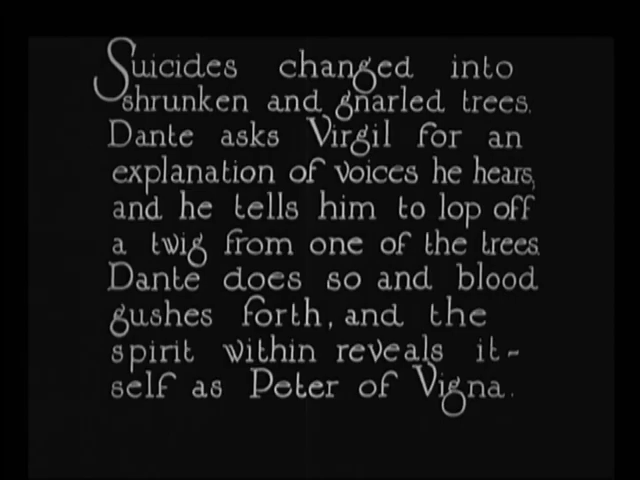 Suicides changed into
shrunken and gnarled trees.
Dante asks Virgil for an
explanation of voices he hears,
and he tells him to lop off
a twig from one of the trees.
Dante does so and blood
gushes forth, and the
spirit within reveals it-
self as Peter of Vigna.